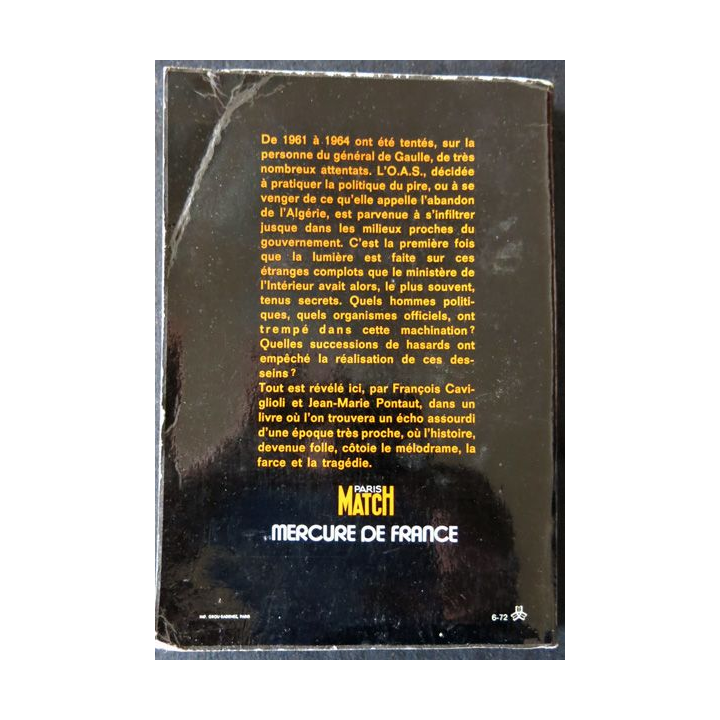 De 1961 à 1964 ont été tentés, sur la
personne du général de Gaulle, de très
nombreux attentats. L'O.A.S., décidée
à pratiquer la politique du pire, ou à se
venger de ce qu'elle appelle l'abandon
de l'Algérie, est parvenue à s'infiltrer
jusque dans les milieux proches du
gouvernement. C'est la première fois
que la lumière est faite sur ces
étranges complots que le ministère de
l'Intérieur avait alors, le plus souvent,
tenus secrets. Quels hommes politi-
ques, quels organismes officiels, ont
trempé dans cette machination?
Quelles successions de hasards ont
empêché la réalisation de ces des-
seins?
Tout est révélé ici, par François Cavi-
glioli et Jean-Marie Pontaut, dans un
livre où l'on trouvera un écho assourdi
d'une époque très proche, où l'histoire,
devenue folle, côtoie le mélodrame, la
farce et la tragédie.
PARIS
MATCH
MERCURE DE FRANCE
IMP. PARIS
6-72